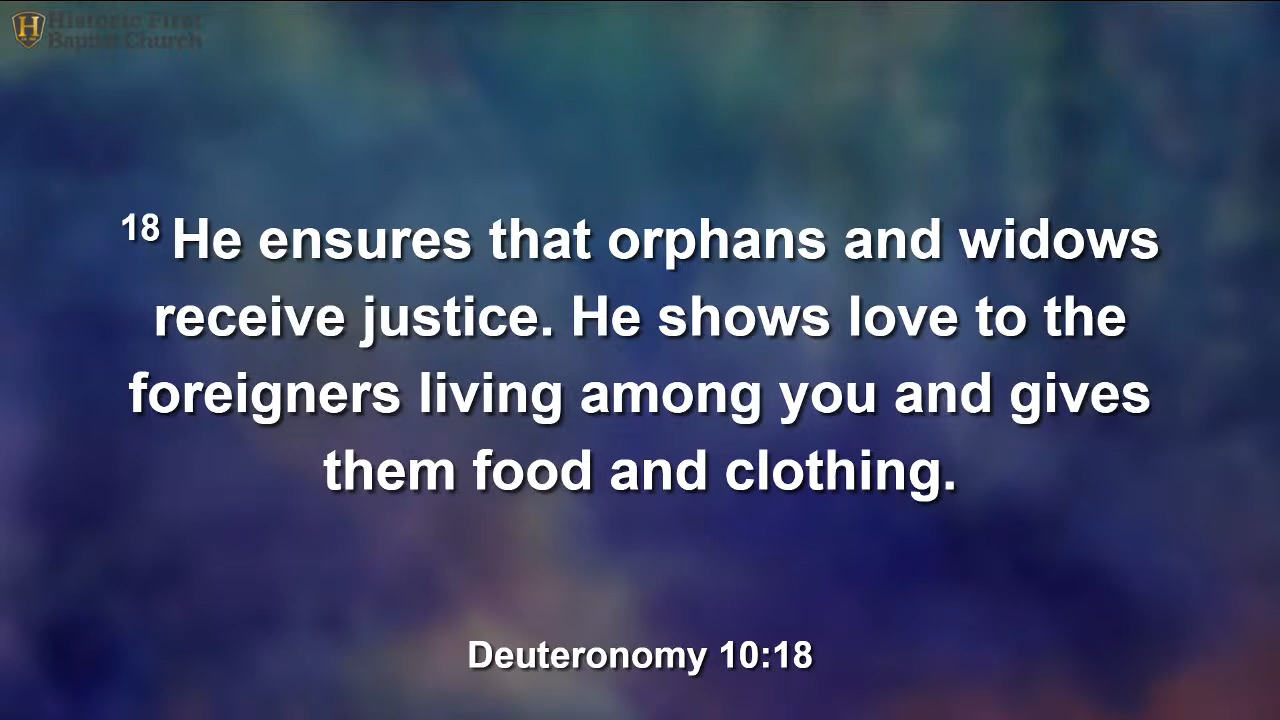 H Historic First
Baptist Church
18 He ensures that orphans and widows
receive justice. He shows love to the
foreigners living among you and gives
them food and clothing.
Deuteronomy 10:18